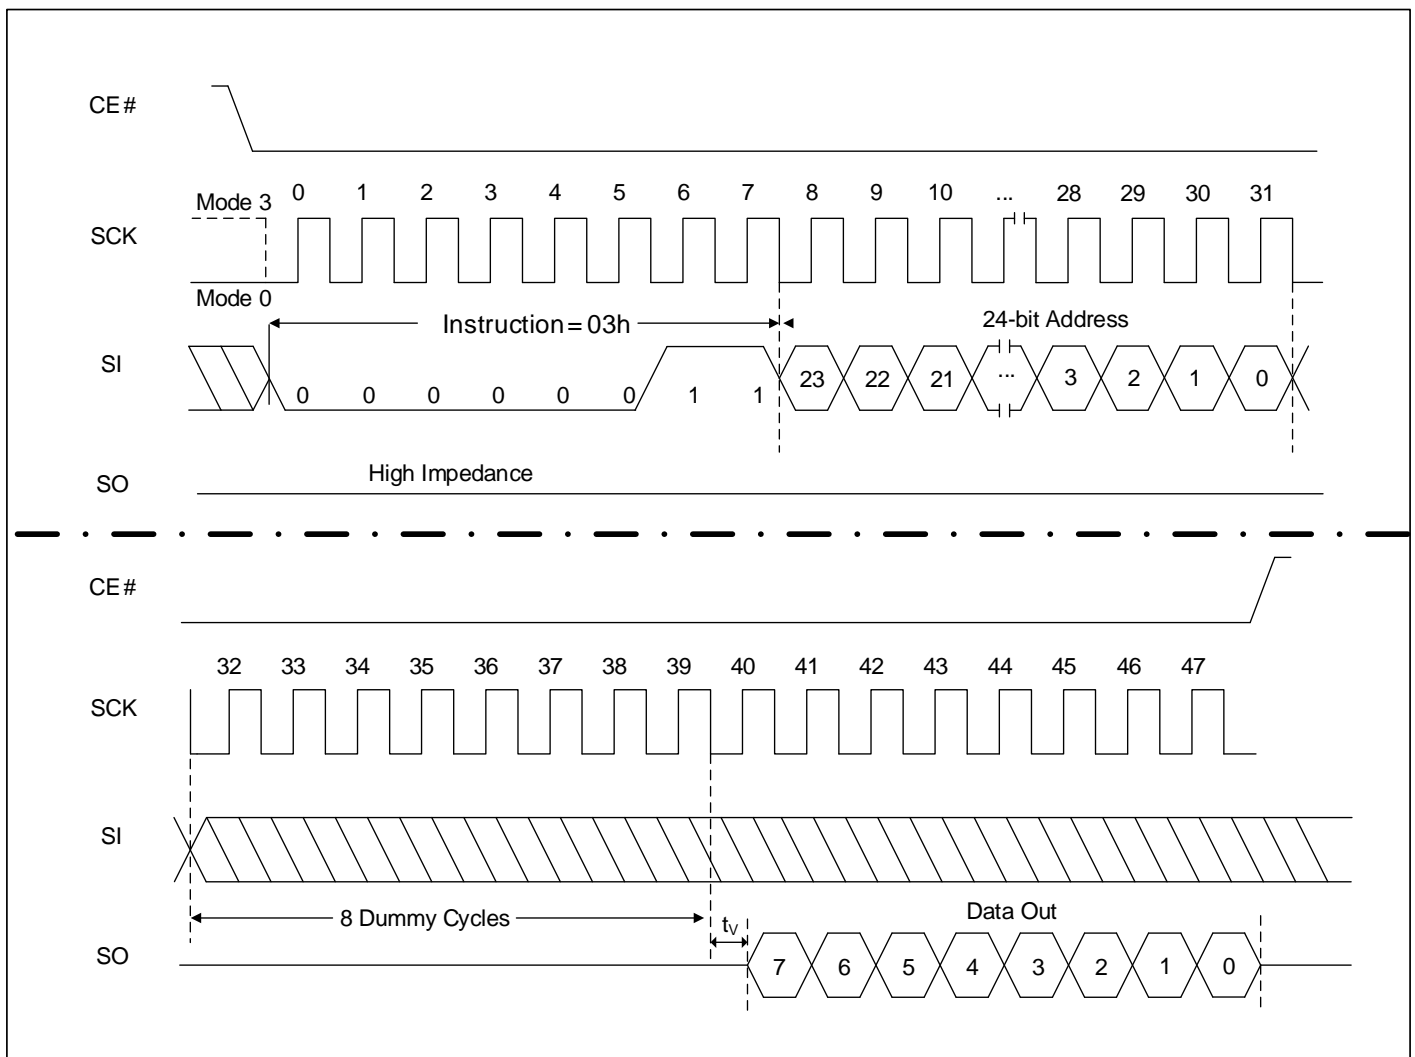 CE#
0 1 2 3 4 5 6 7 8 9 10 ... 28 29 30 31
Mode 3
SCK
Mode 0
Instruction = 03h
24-bit Address
SI
0 0 0 0 0 0 1 1 23 22 21 ... 3 2 1 0
High Impedance
SO
CE#
32 33 34 35 36 37 38 39 40 41 42 43 44 45 46 47
SCK
SI
8 Dummy Cycles
tV
Data Out
SO
7 6 5 4 3 2 1 0